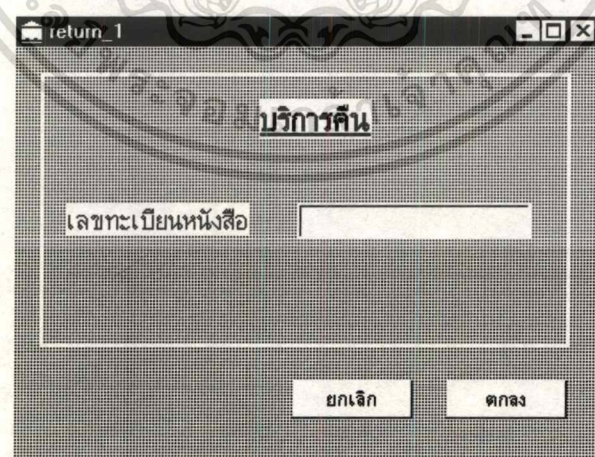 return_1
บริการคืน
เลขทะเบียนหนังสือ
ยกเลิก
ตกลง